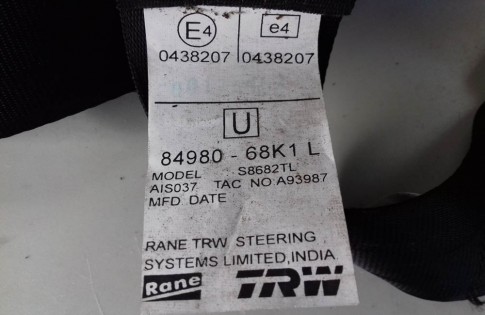 E4 e4
0438207 0438207
U
84980 - 68K1 L
MODEL S8682TL
AIS037 TAC NO A93987
MFD DATE
RANE TRW STEERING
SYSTEMS LIMITED, INDIA
Rane TRW